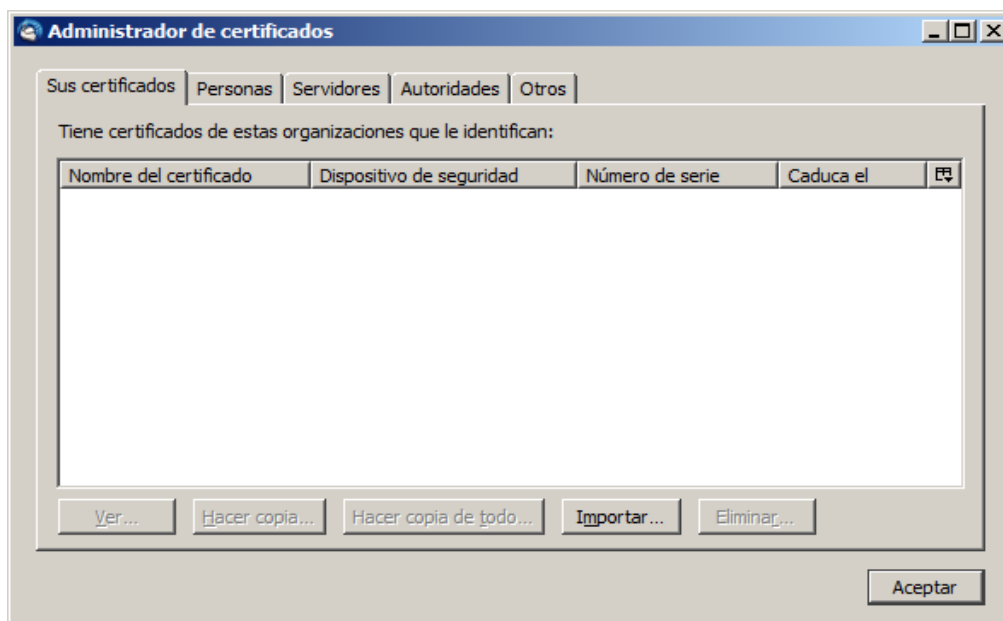 Administrador de certificados
Sus certificados Personas Servidores Autoridades Otros
Tiene certificados de estas organizaciones que le identifican:
Nombre del certificado Dispositivo de seguridad Número de serie Caduca el
Ver... Hacer copia... Hacer copia de todo... Importar... Eliminar...
Aceptar